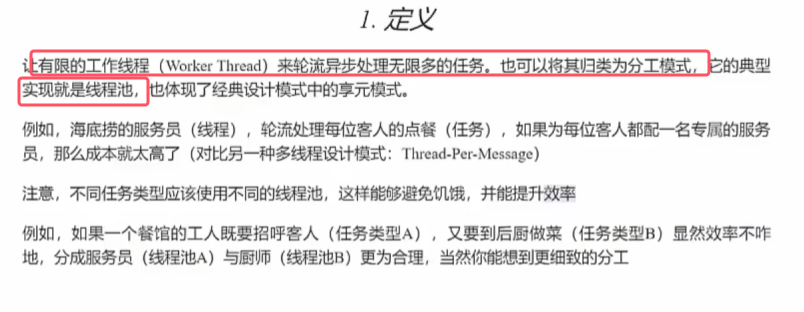 1. 定义
让有限的工作线程（Worker Thread）来轮流异步处理无限多的任务。也可以将其归类为分工模式，它的典型
实现就是线程池，也体现了经典设计模式中的享元模式。
例如，海底捞的服务员（线程），轮流处理每位客人的点餐（任务），如果为每位客人都配一名专属的服务
员，那么成本就太高了（对比另一种多线程设计模式：Thread-Per-Message）
注意，不同任务类型应该使用不同的线程池，这样能够避免饥饿，并能提升效率
例如，如果一个餐馆的工人既要招呼客人（任务类型A），又要到后厨做菜（任务类型B）显然效率不咋
地，分成服务员（线程池A）与厨师（线程池B）更为合理，当然你能想到更细致的分工